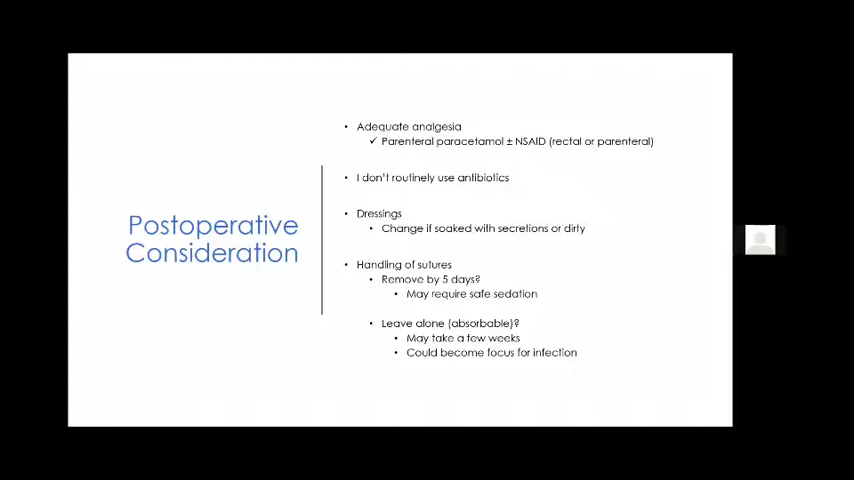 Postoperative
Consideration
• Adequate analgesia
✓ Parenteral paracetamol ± NSAID (rectal or parenteral)
• I don't routinely use antibiotics
• Dressings
• Change if soaked with secretions or dirty
• Handling of sutures
• Remove by 5 days?
• May require safe sedation
• Leave alone (absorbable)?
• May take a few weeks
• Could become focus for infection